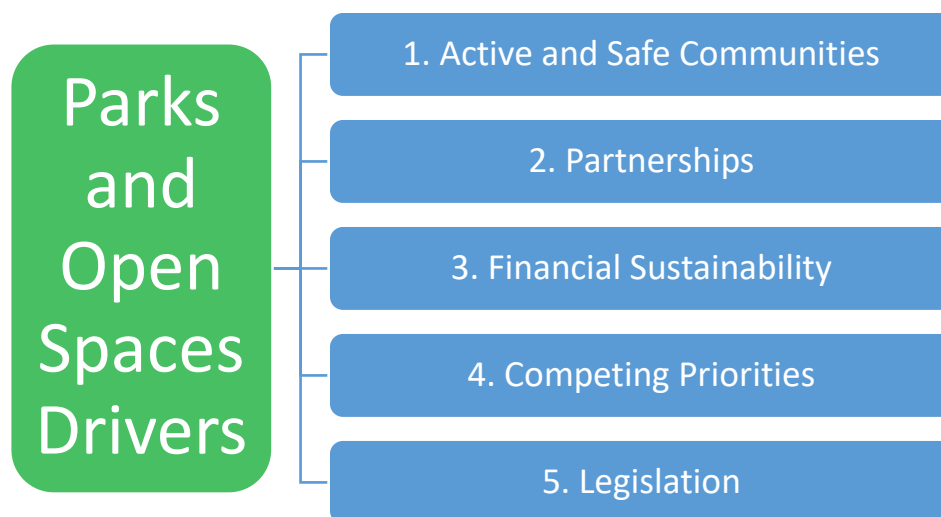 Parks
and
Open
Spaces
Drivers
1. Active and Safe Communities
2. Partnerships
3. Financial Sustainability
4. Competing Priorities
5. Legislation